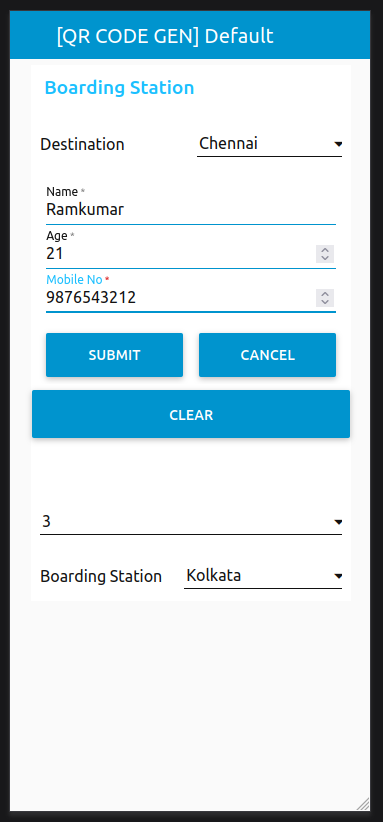 [QR CODE GEN] Default
Boarding Station
Destination Chennai
Name *
Ramkumar
Age *
21
Mobile No *
9876543212
SUBMIT CANCEL
CLEAR
3
Boarding Station Kolkata